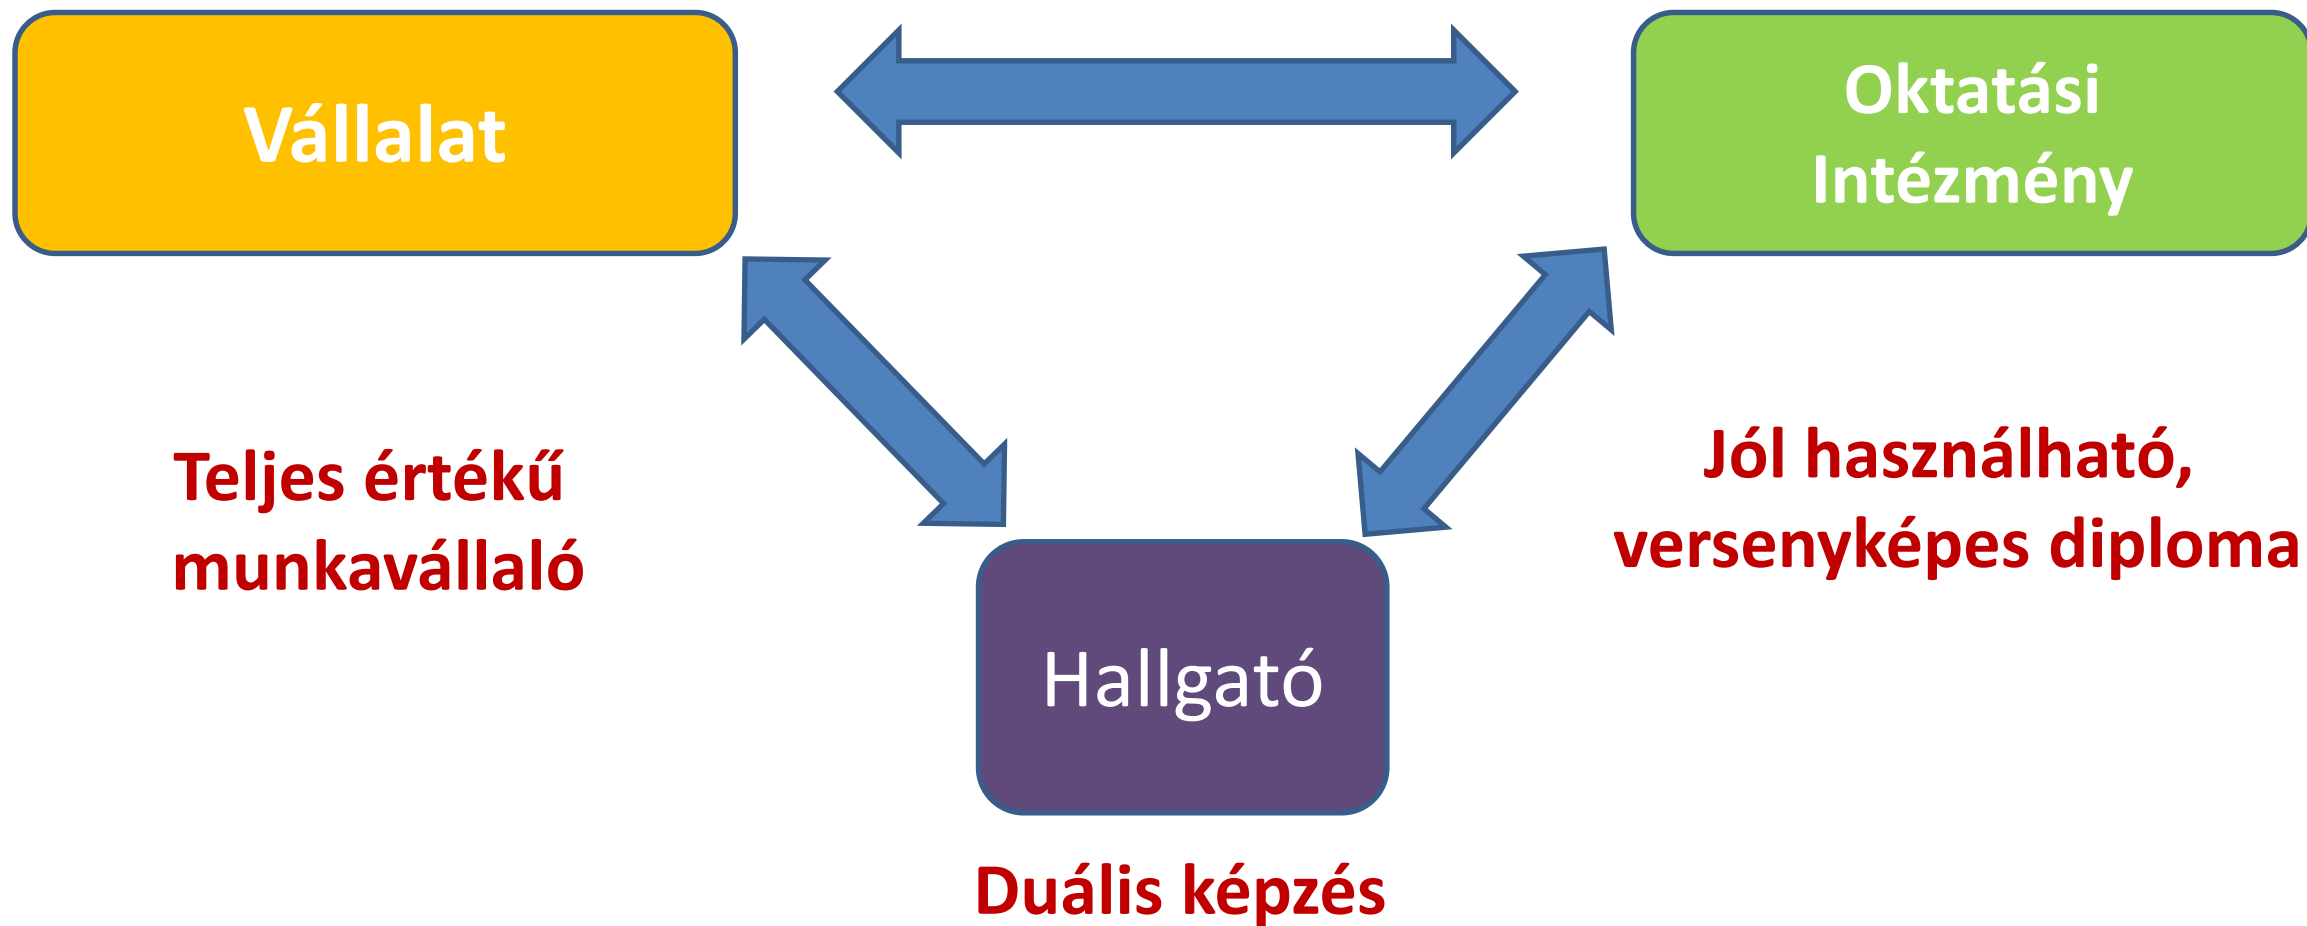 Vállalat
Oktatási
Intézmény
Teljes értékű
munkavállaló
Jól használható,
versenyképes diploma
Hallgató
Duális képzés